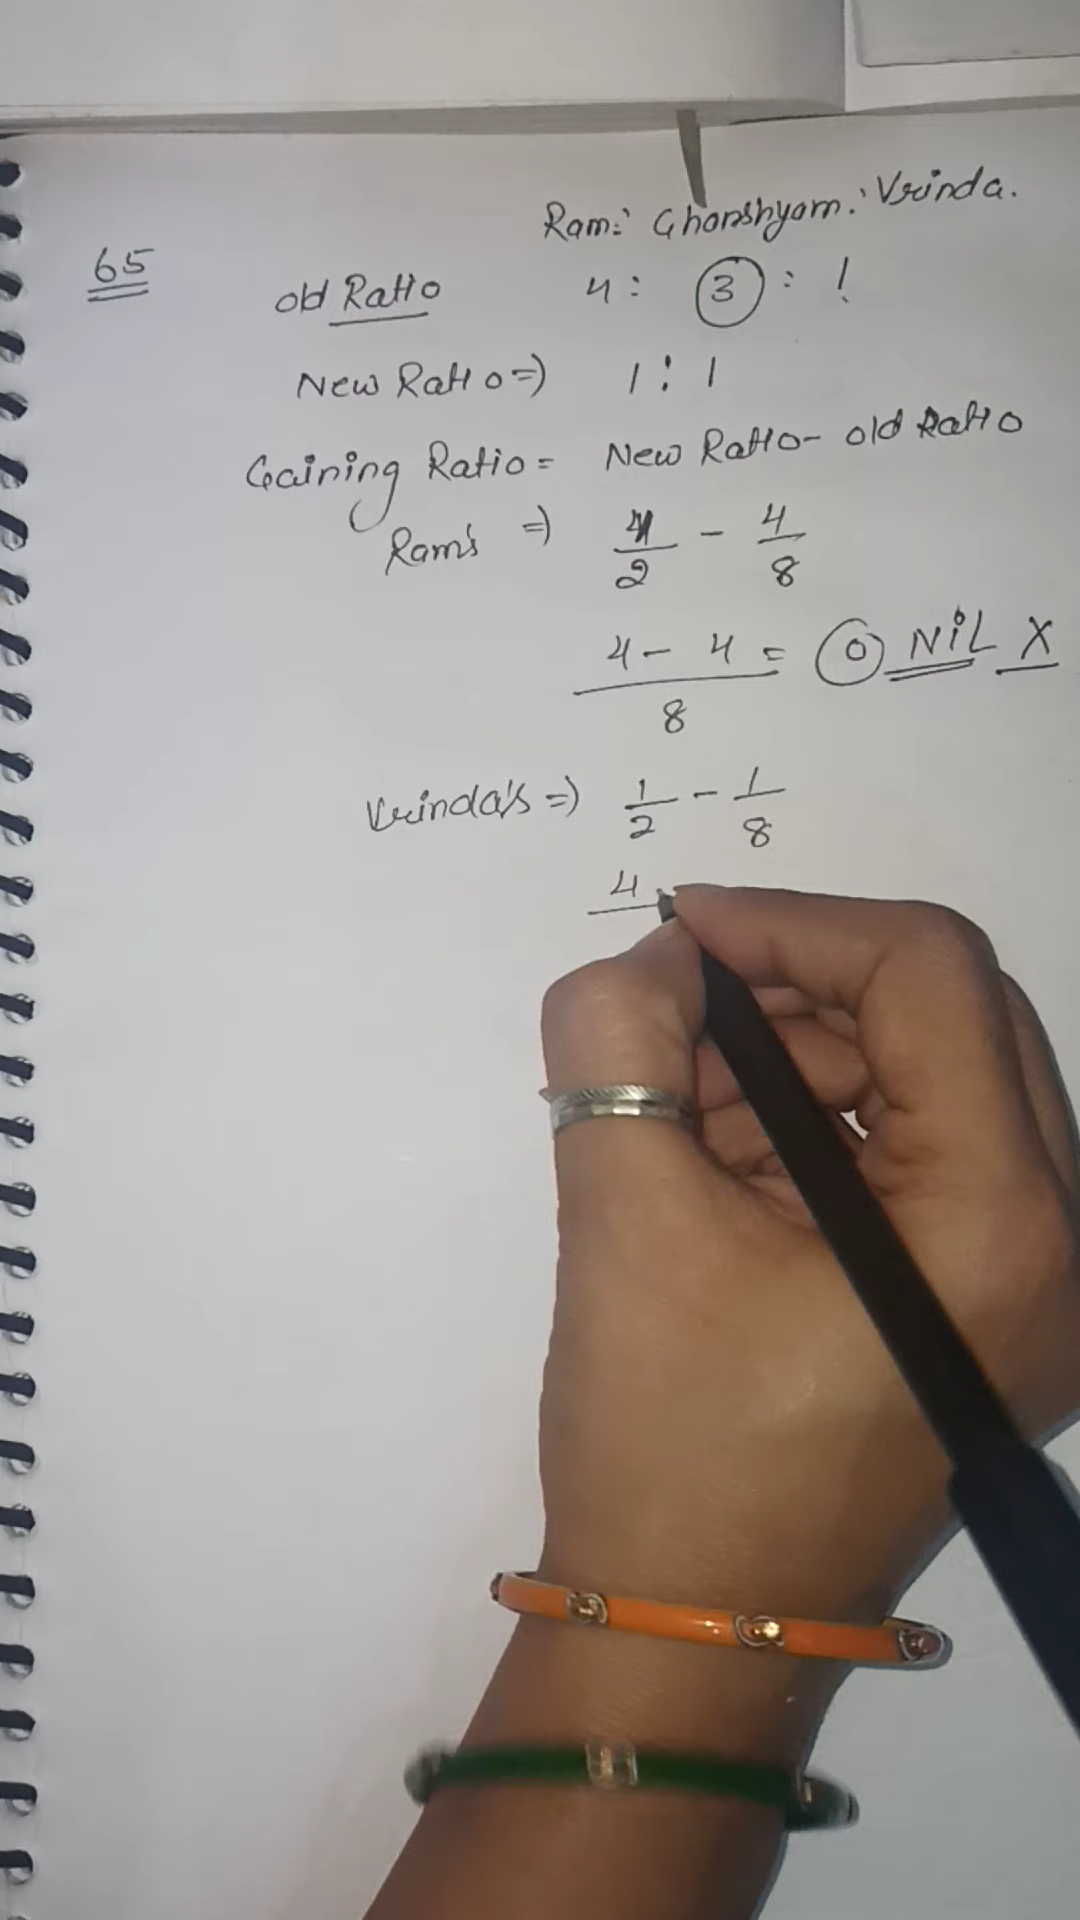 Ram: Ghanshyam: Vrinda.
65
old Ratio 4: 3 : 1
New Ratio => 1 : 1
Gaining Ratio = New Ratio - old Ratio
Ram's => 1/2 - 4/8
4 - 4 / 8 = 0 NiL X
Vrinda's => 1/2 - 1/8
4